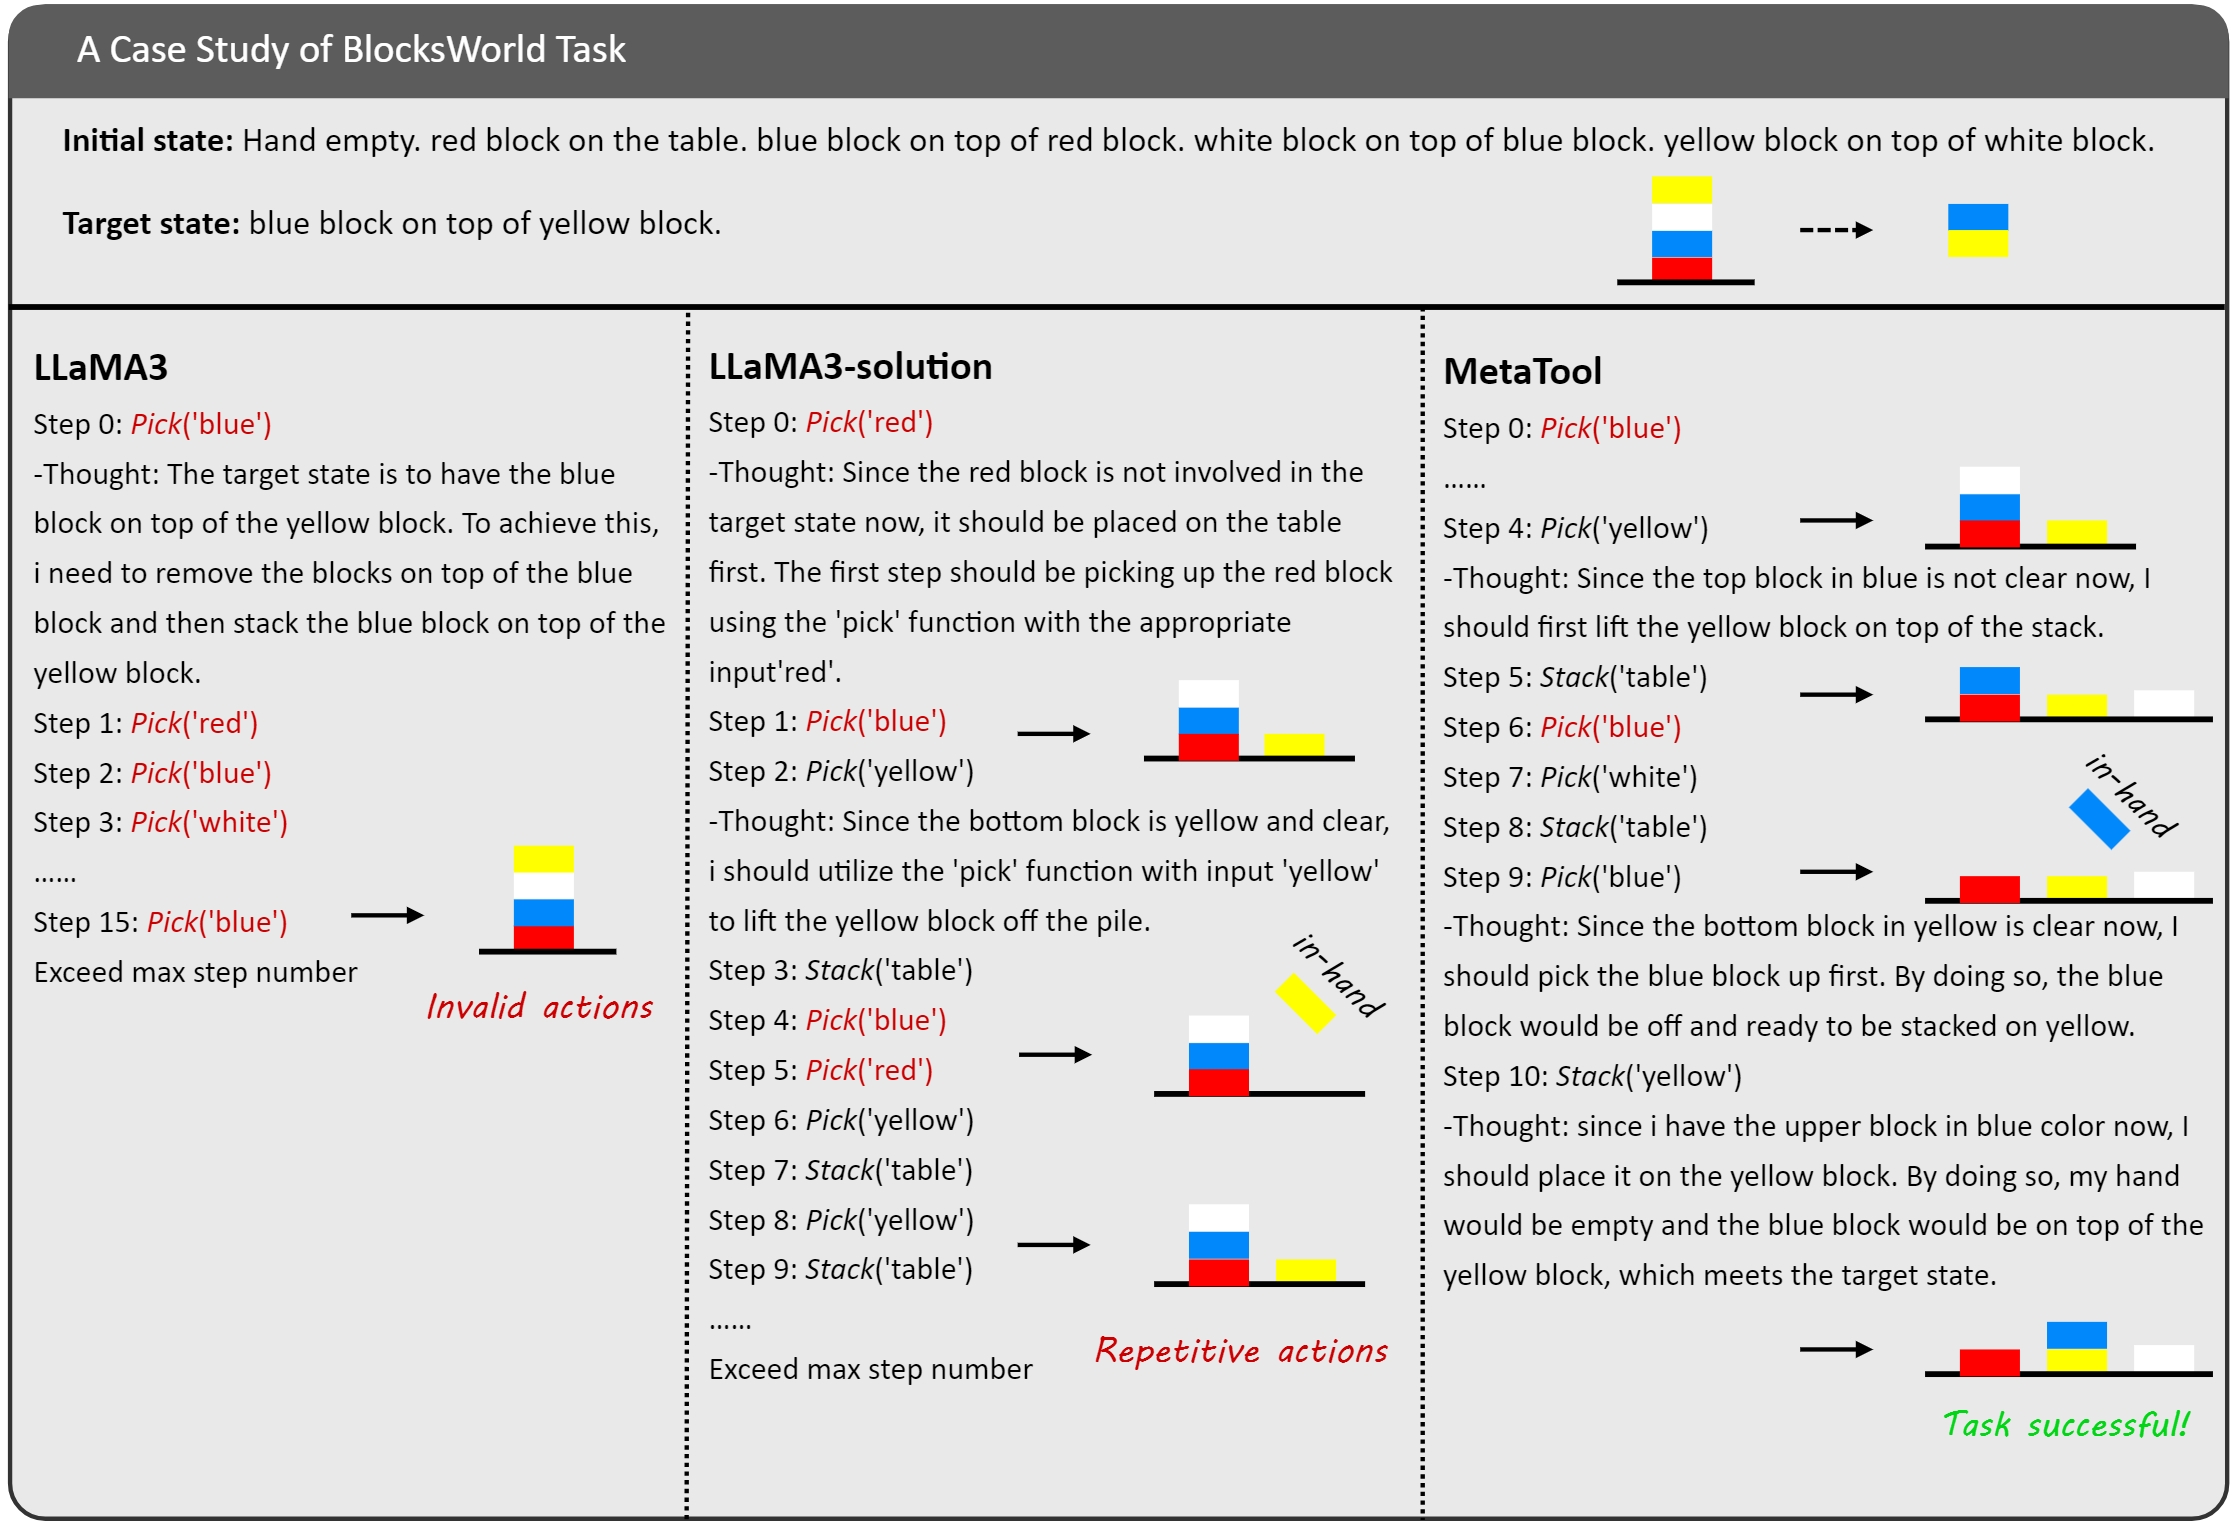 A Case Study of BlocksWorld Task
Initial state: Hand empty. red block on the table. blue block on top of red block. white block on top of blue block. yellow block on top of white block.
Target state: blue block on top of yellow block.
LLaMA3
Step 0: Pick('blue')
-Thought: The target state is to have the blue
block on top of the yellow block. To achieve this,
i need to remove the blocks on top of the blue
block and then stack the blue block on top of the
yellow block.
Step 1: Pick('red')
Step 2: Pick('blue')
Step 3: Pick('white')
......
Step 15: Pick('blue')
Exceed max step number
Invalid actions
LLaMA3-solution
Step 0: Pick('red')
-Thought: Since the red block is not involved in the
target state now, it should be placed on the table
first. The first step should be picking up the red block
using the 'pick' function with the appropriate
input'red'.
Step 1: Pick('blue')
Step 2: Pick('yellow')
-Thought: Since the bottom block is yellow and clear,
i should utilize the 'pick' function with input 'yellow'
to lift the yellow block off the pile.
Step 3: Stack('table')
in-hand
Step 4: Pick('blue')
Step 5: Pick('red')
Step 6: Pick('yellow')
Step 7: Stack('table')
Step 8: Pick('yellow')
Step 9: Stack('table')
......
Repetitive actions
Exceed max step number
MetaTool
Step 0: Pick('blue')
......
Step 4: Pick('yellow')
-Thought: Since the top block in blue is not clear now, I
should first lift the yellow block on top of the stack.
Step 5: Stack('table')
Step 6: Pick('blue')
Step 7: Pick('white')
in-hand
Step 8: Stack('table')
Step 9: Pick('blue')
-Thought: Since the bottom block in yellow is clear now, I
should pick the blue block up first. By doing so, the blue
block would be off and ready to be stacked on yellow.
Step 10: Stack('yellow')
-Thought: since i have the upper block in blue color now, I
should place it on the yellow block. By doing so, my hand
would be empty and the blue block would be on top of the
yellow block, which meets the target state.
Task successful!